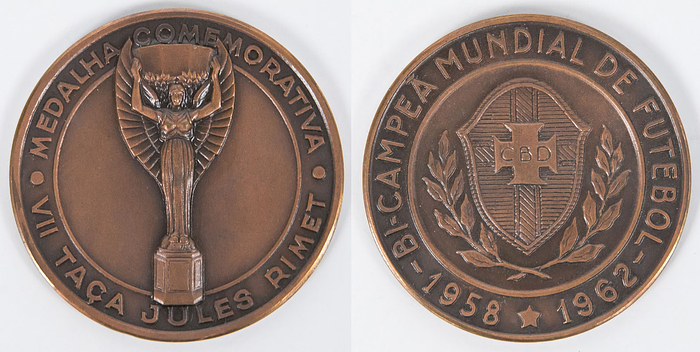 MEDALHA COMEMORATIVA
VII TAÇA JULES RIMET
BI-CAMPEÃ MUNDIAL DE FUTEBOL
CBD
-1958 ★ 1962-